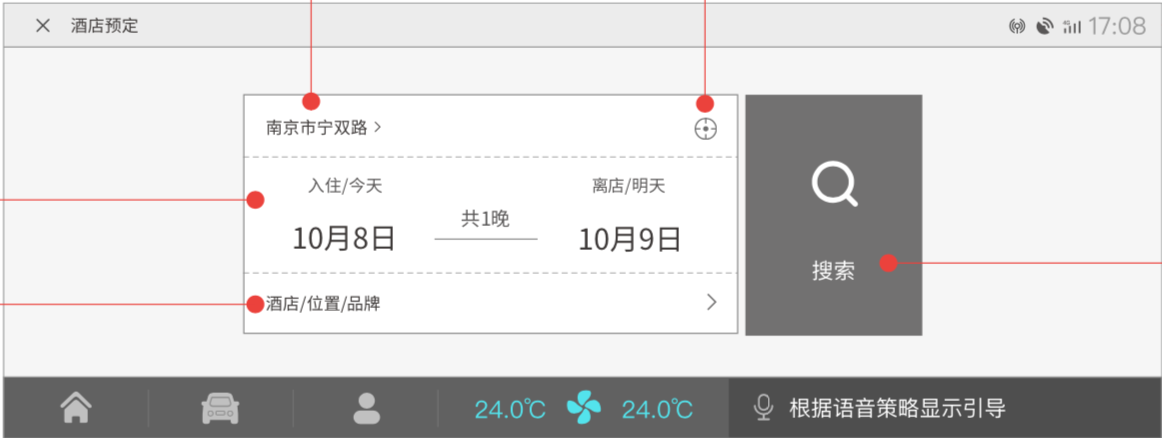 酒店预定
4G 17:08
南京市宁双路
入住/今天
离店/明天
共1晚
10月8日
10月9日
搜索
酒店/位置/品牌
24.0℃
24.0℃
根据语音策略显示引导